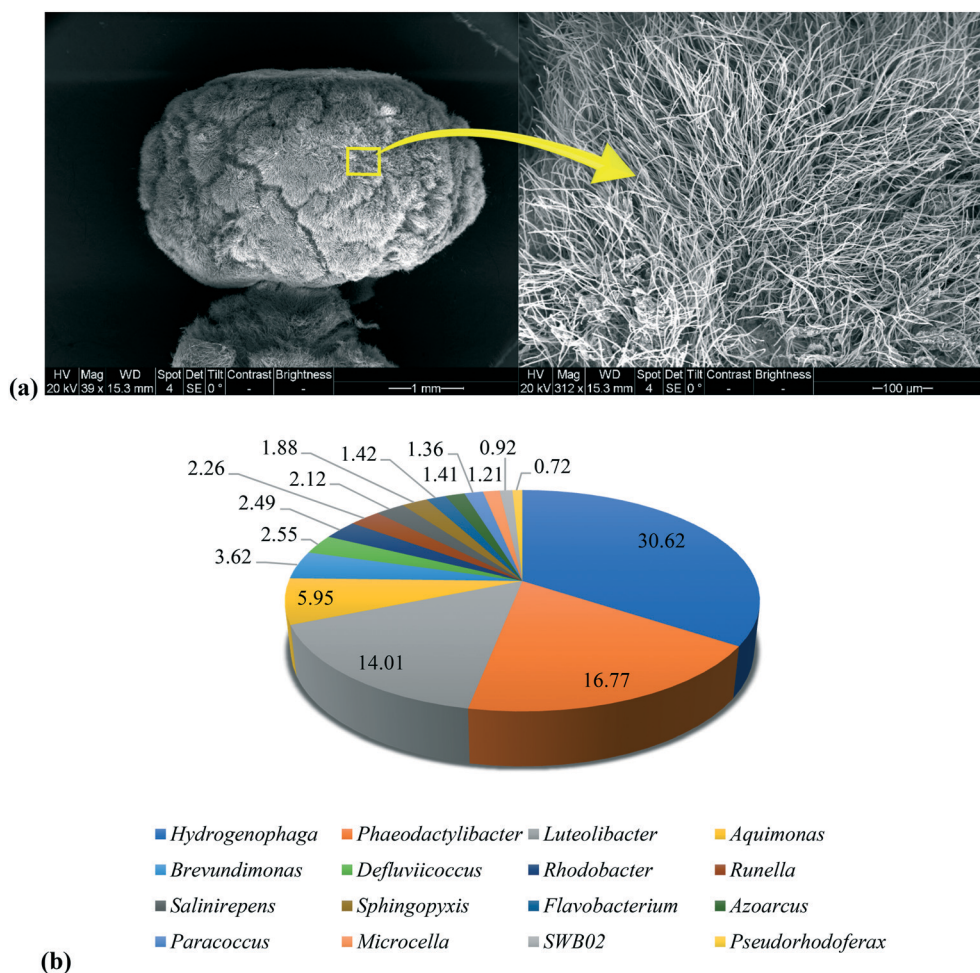 HV Mag WD Spot Det Tilt Contrast Brightness
20 kV 39 x 15.3 mm 4 SE 0° - - 1 mm
HV Mag WD Spot Det Tilt Contrast Brightness
20 kV 312 x 15.3 mm 4 SE 0° - - 100 µm
(a)
1.88 1.42 1.36 0.92
2.26 2.12 1.41 1.21 0.72
2.49
2.55
3.62
5.95
14.01
16.77
30.62
Hydrogenophaga Phaeodactylibacter Luteolibacter Aquimonas
Brevundimonas Defluviicoccus Rhodobacter Runella
Salinirepens Sphingopyxis Flavobacterium Azoarcus
Paracoccus Microcella SWB02 Pseudorhodoferax
(b)